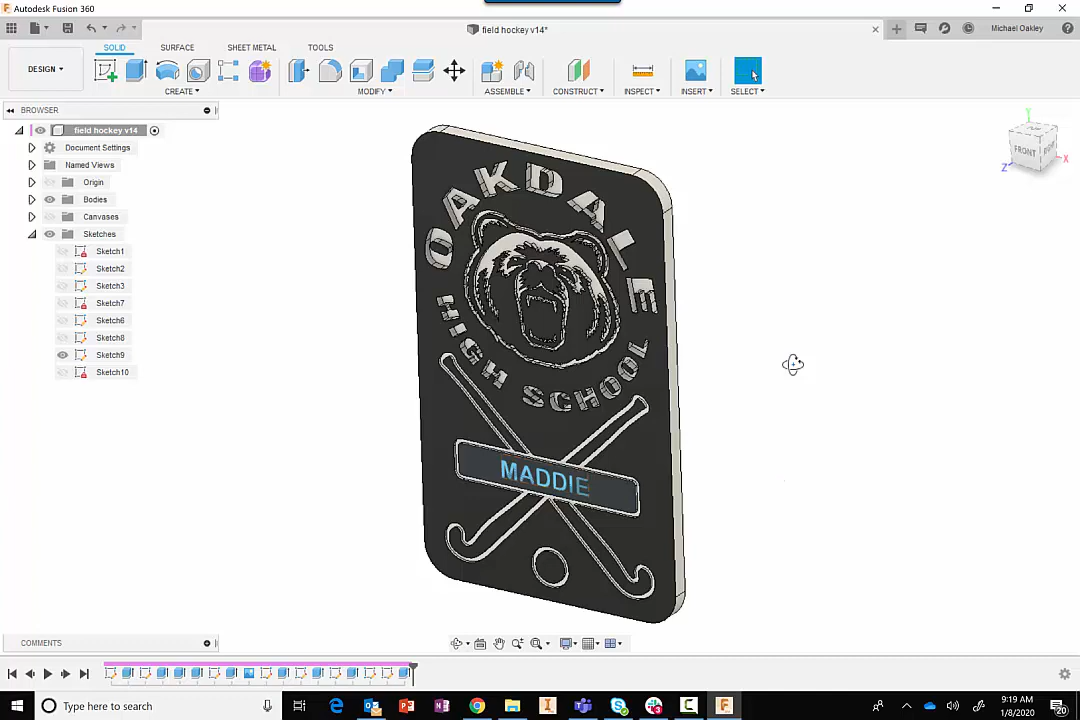 Autodesk Fusion 360
field hockey v14*
Michael Oakley
DESIGN
SOLID
SURFACE
SHEET METAL
TOOLS
CREATE
MODIFY
ASSEMBLE
CONSTRUCT
INSPECT
INSERT
SELECT
BROWSER
field hockey v14
Document Settings
Named Views
Origin
Bodies
Canvases
Sketches
Sketch1
Sketch2
Sketch3
Sketch7
Sketch6
Sketch8
Sketch9
Sketch10
OAKDALE
HIGH SCHOOL
MADDIE
Y
FRONT
X
Z
COMMENTS
Type here to search
9:19 AM
1/8/2020
20